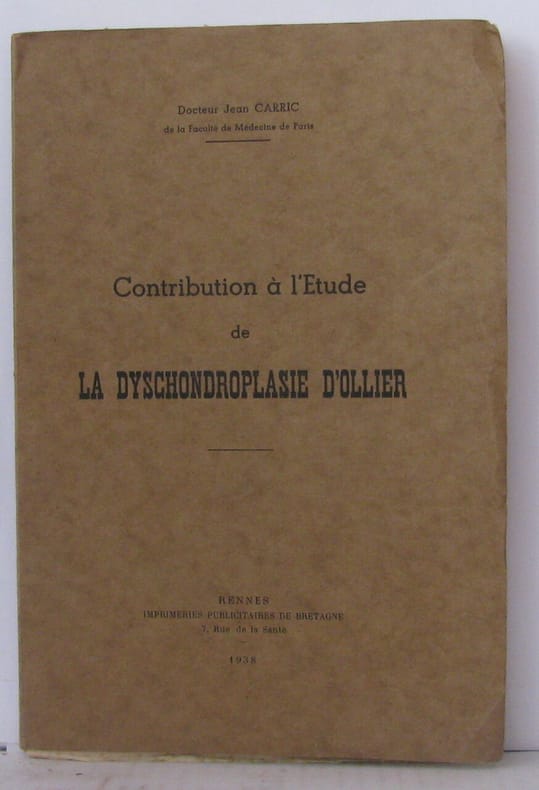 Docteur Jean CARRIC
de la Faculté de Médecine de Paris
Contribution à l'Etude
de
LA DYSCHONDROPLASIE D'OLLIER
RENNES
IMPRIMERIES PUBLICITAIRES DE BRETAGNE
7, Rue de la Santé
1938